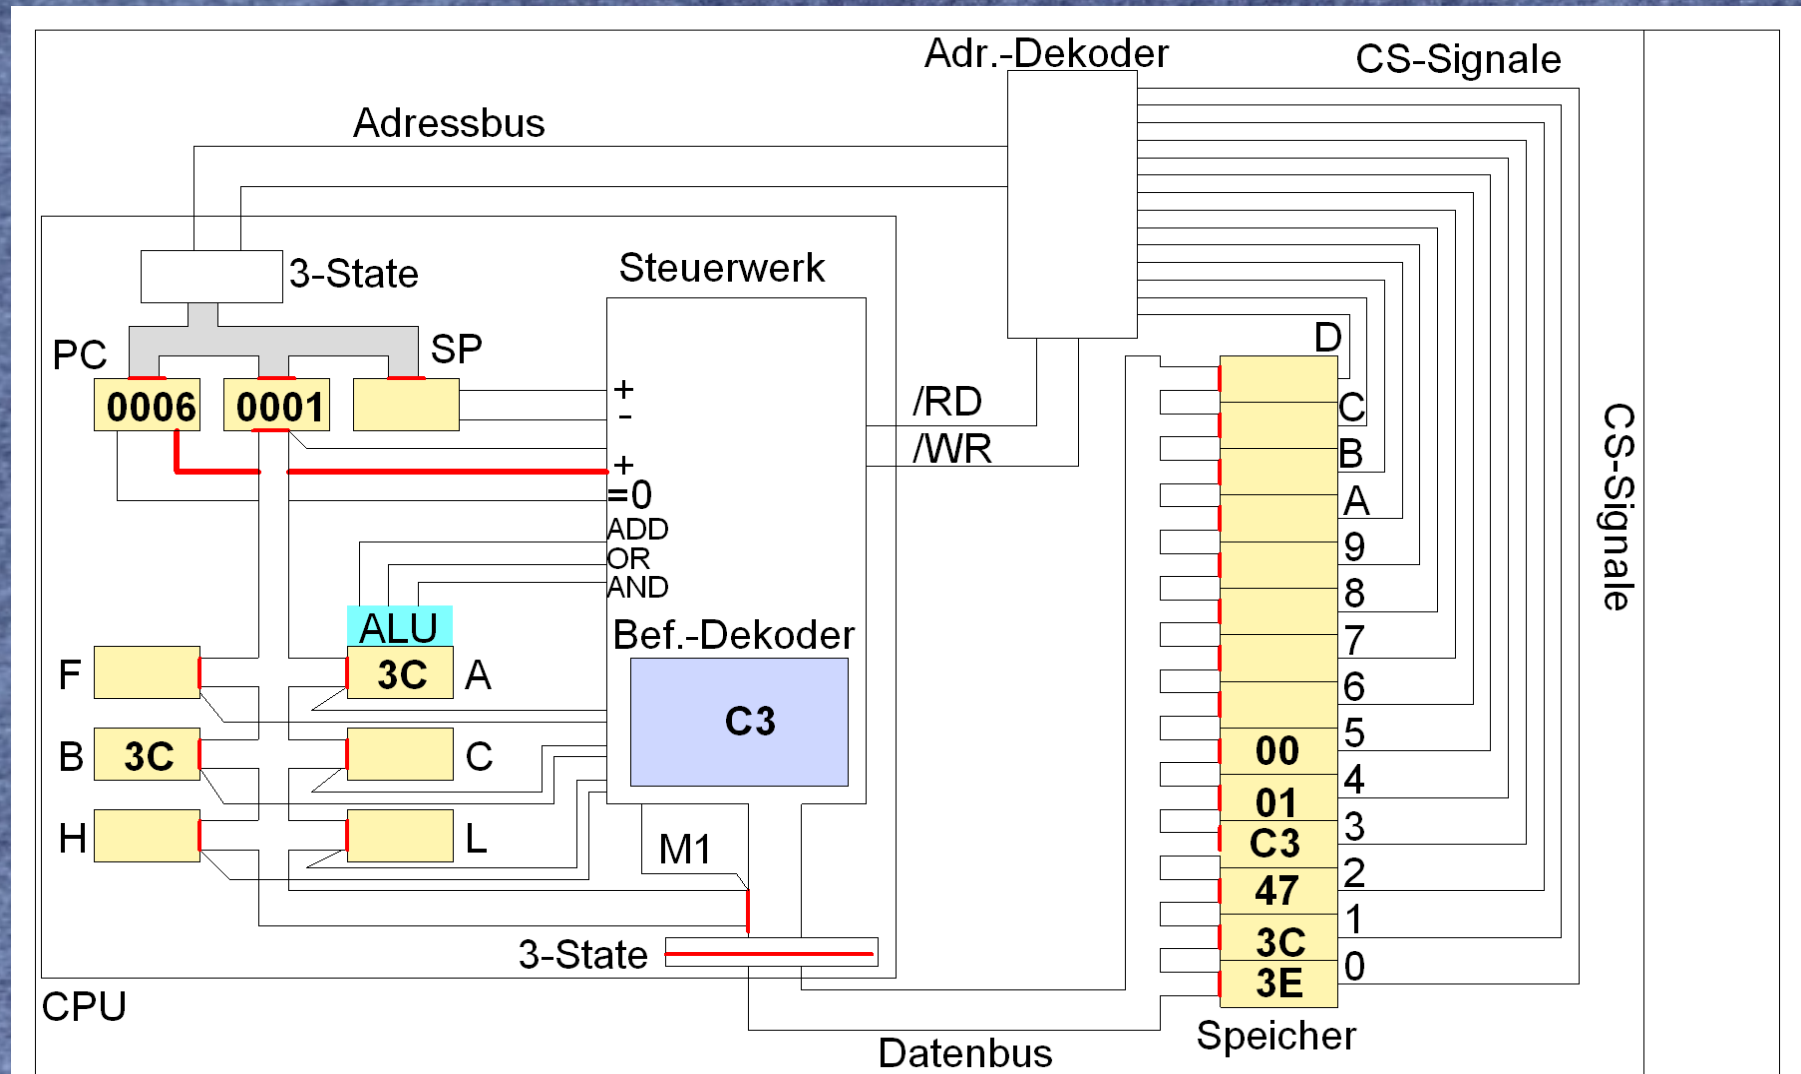 Adr.-Dekoder
CS-Signale
Adressbus
3-State
Steuerwerk
PC
SP
0006
0001
+
-
+
=0
ADD
OR
AND
/RD
/WR
ALU
Bef.-Dekoder
F
3C
A
C3
B
3C
C
H
L
M1
3-State
CPU
Datenbus
D
C
B
A
9
8
7
6
5
00
4
01
3
C3
2
47
1
3C
0
3E
Speicher
CS-Signale